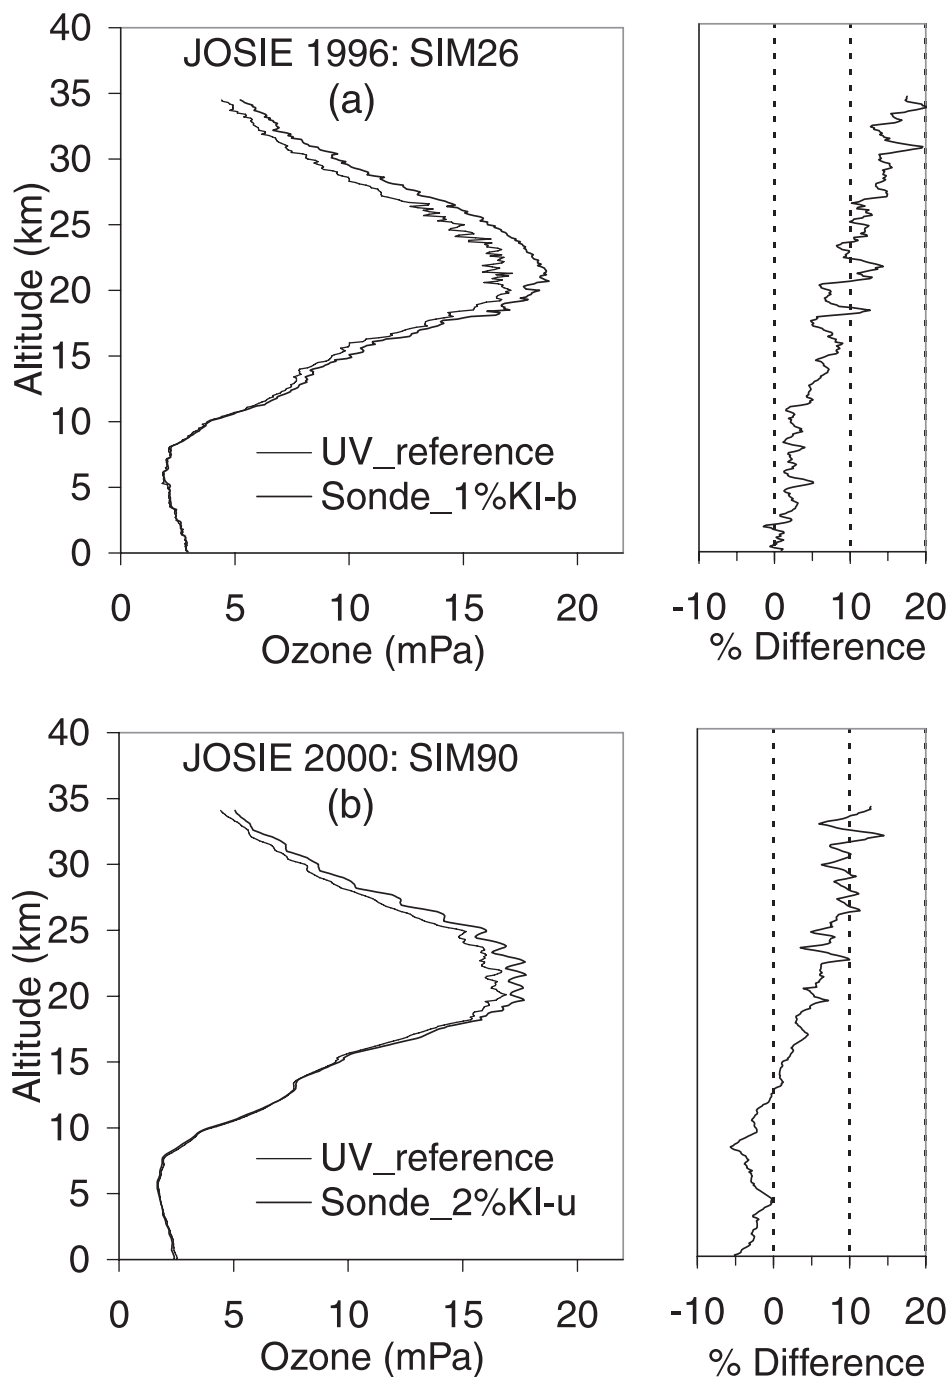 JOSIE 1996: SIM26
(a)
40
35
30
25
20
15
10
5
0
Altitude (km)
UV_reference
Sonde_1%KI-b
0 5 10 15 20
Ozone (mPa)
-10 0 10 20
% Difference
JOSIE 2000: SIM90
(b)
40
35
30
25
20
15
10
5
0
Altitude (km)
UV_reference
Sonde_2%KI-u
0 5 10 15 20
Ozone (mPa)
-10 0 10 20
% Difference